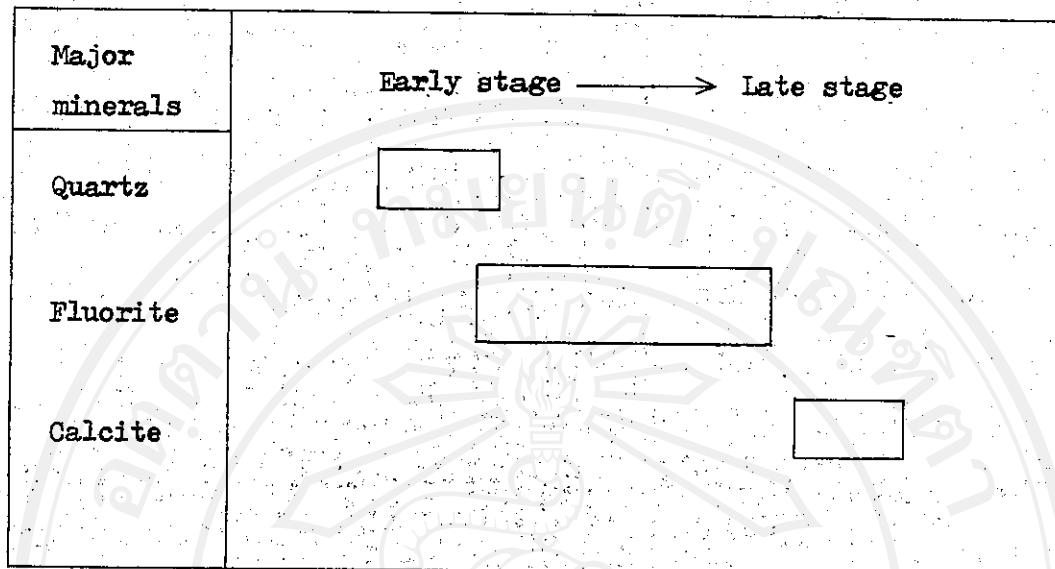 Major
minerals
Early stage → Late stage
Quartz
Fluorite
Calcite